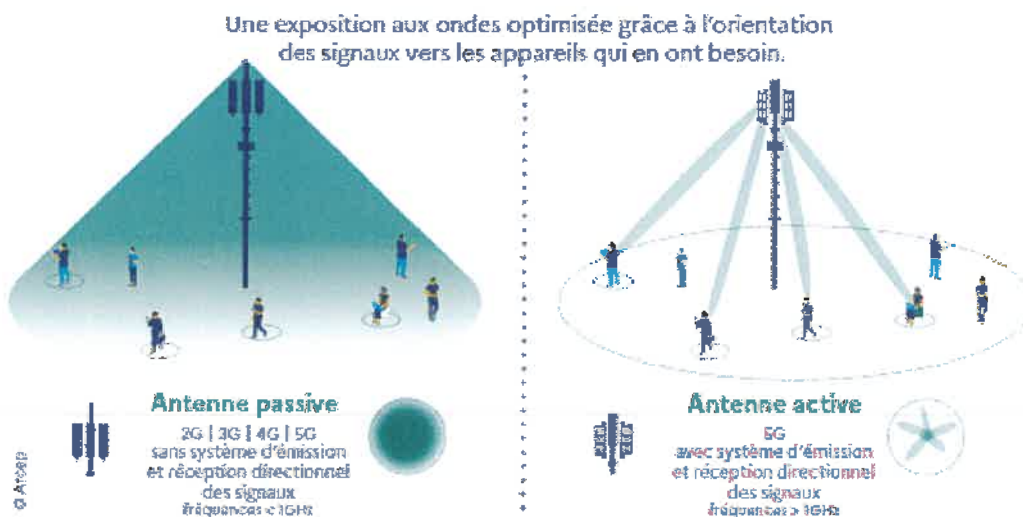 Une exposition aux ondes optimisée grâce à l'orientation
des signaux vers les appareils qui en ont besoin.
Antenne passive
2G | 3G | 4G | 5G
sans système d'émission
et réception directionnel
des signaux
fréquences < 1GHz
Antenne active
5G
avec système d'émission
et réception directionnel
des signaux
fréquences > 1GHz
© Arcep